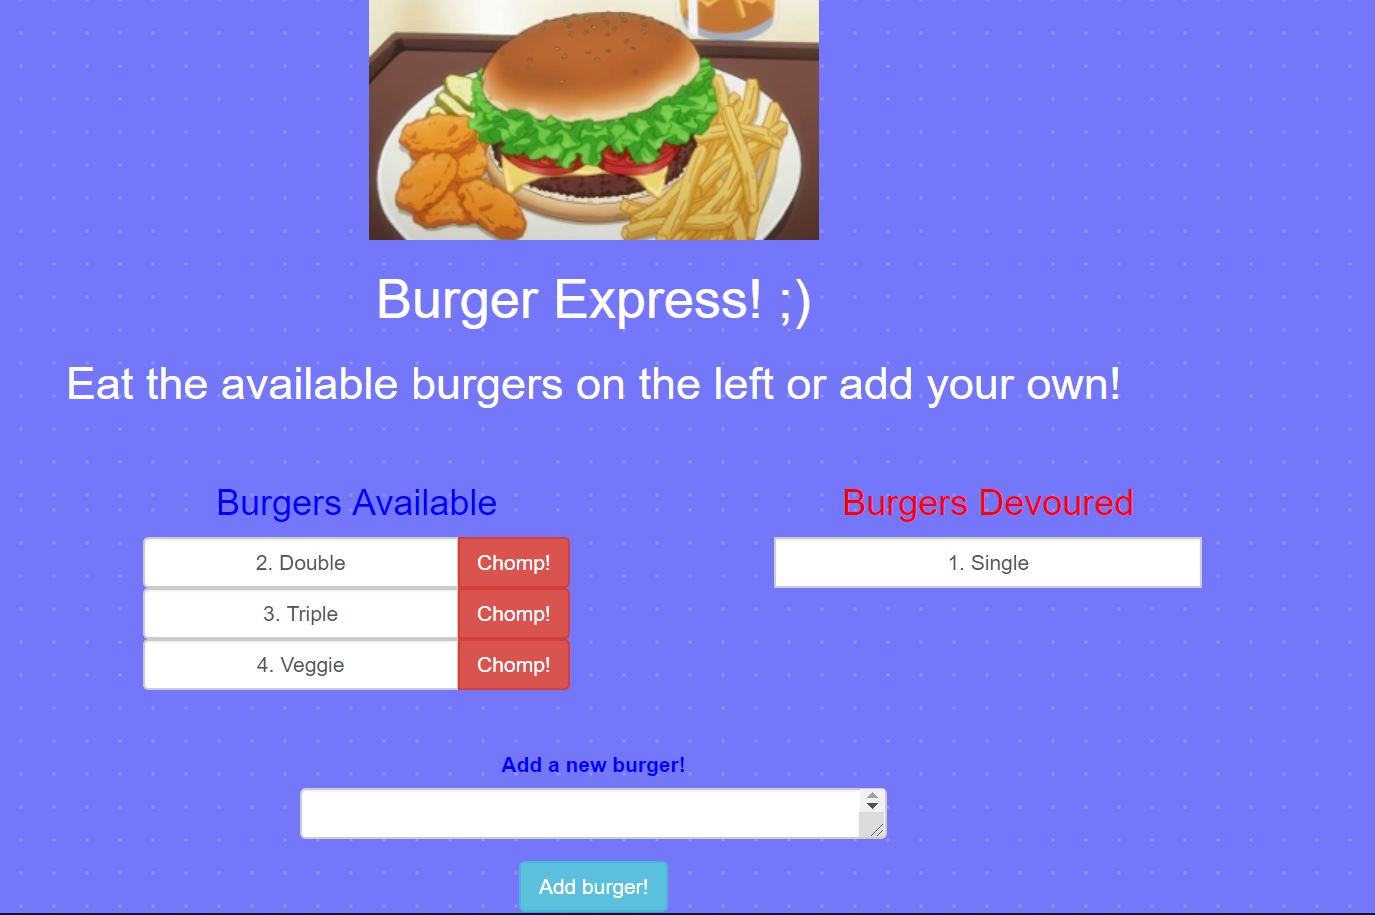 Burger Express! ;)
Eat the available burgers on the left or add your own!
Burgers Available
2. Double Chomp!
3. Triple Chomp!
4. Veggie Chomp!
Burgers Devoured
1. Single
Add a new burger!
Add burger!